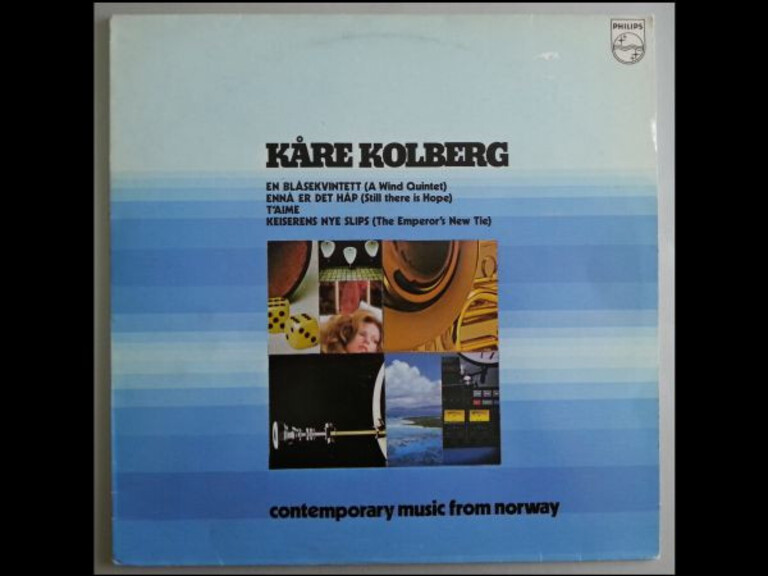 PHILIPS
KÅRE KOLBERG
EN BLÅSEKVINTETT (A Wind Quintet)
ENNÅ ER DET HÅP (Still there is Hope)
T'AIME
KEISERENS NYE SLIPS (The Emperor's New Tie)
contemporary music from norway